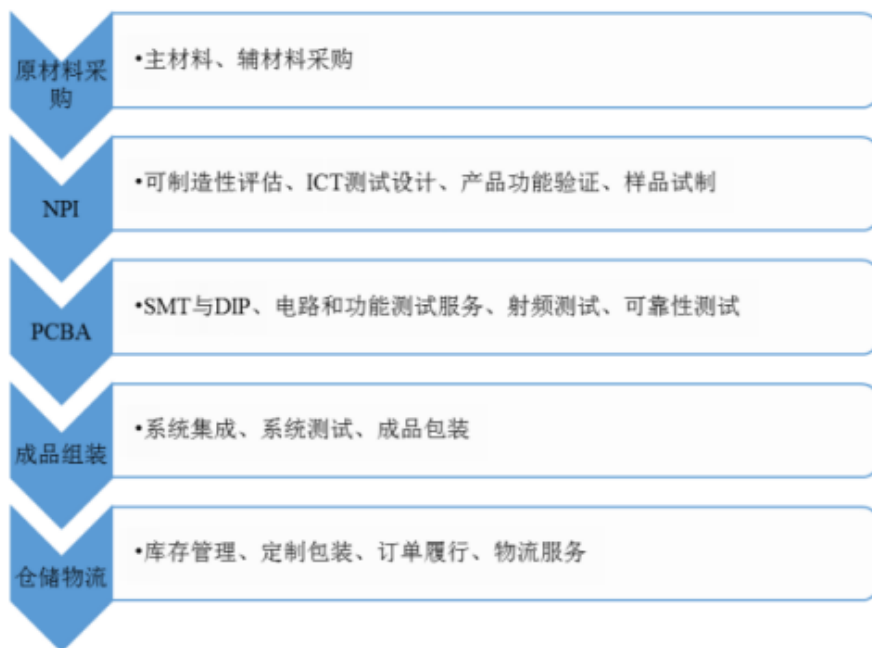 原材料采
购
•主材料、辅材料采购
NPI
•可制造性评估、ICT测试设计、产品功能验证、样品试制
PCBA
•SMT与DIP、电路和功能测试服务、射频测试、可靠性测试
成品组装
•系统集成、系统测试、成品包装
仓储物流
•库存管理、定制包装、订单履行、物流服务